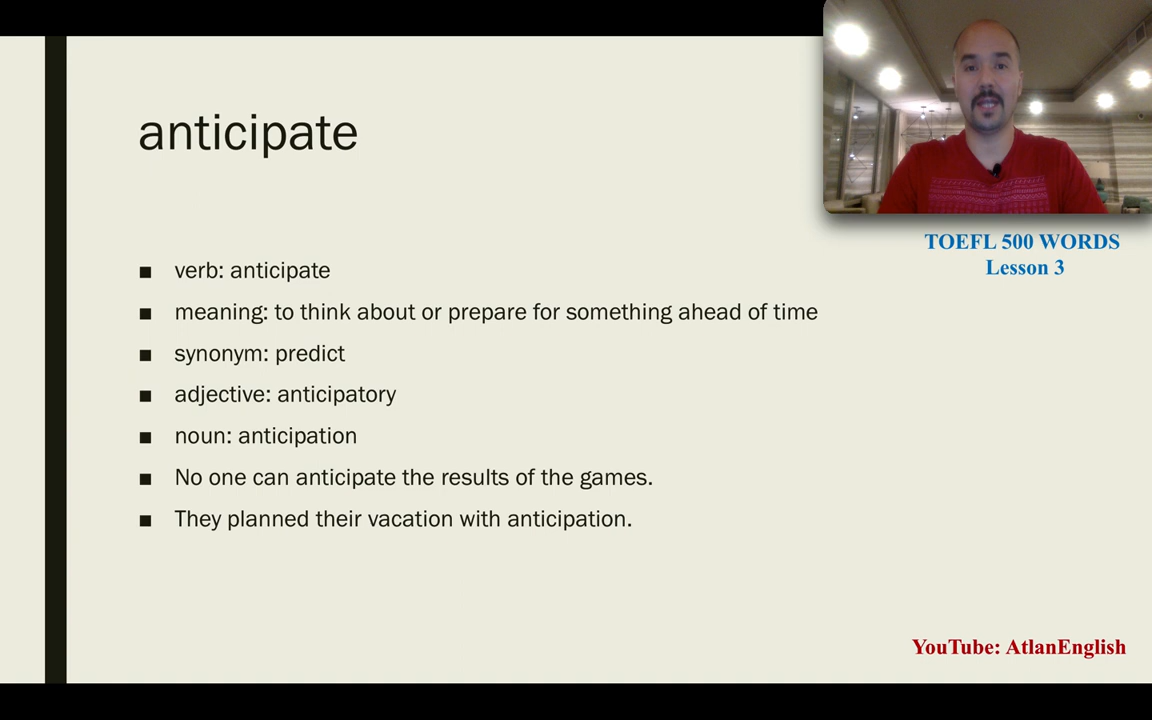 anticipate
TOEFL 500 WORDS
Lesson 3
■ verb: anticipate
■ meaning: to think about or prepare for something ahead of time
■ synonym: predict
■ adjective: anticipatory
■ noun: anticipation
■ No one can anticipate the results of the games.
■ They planned their vacation with anticipation.
YouTube: AtlanEnglish